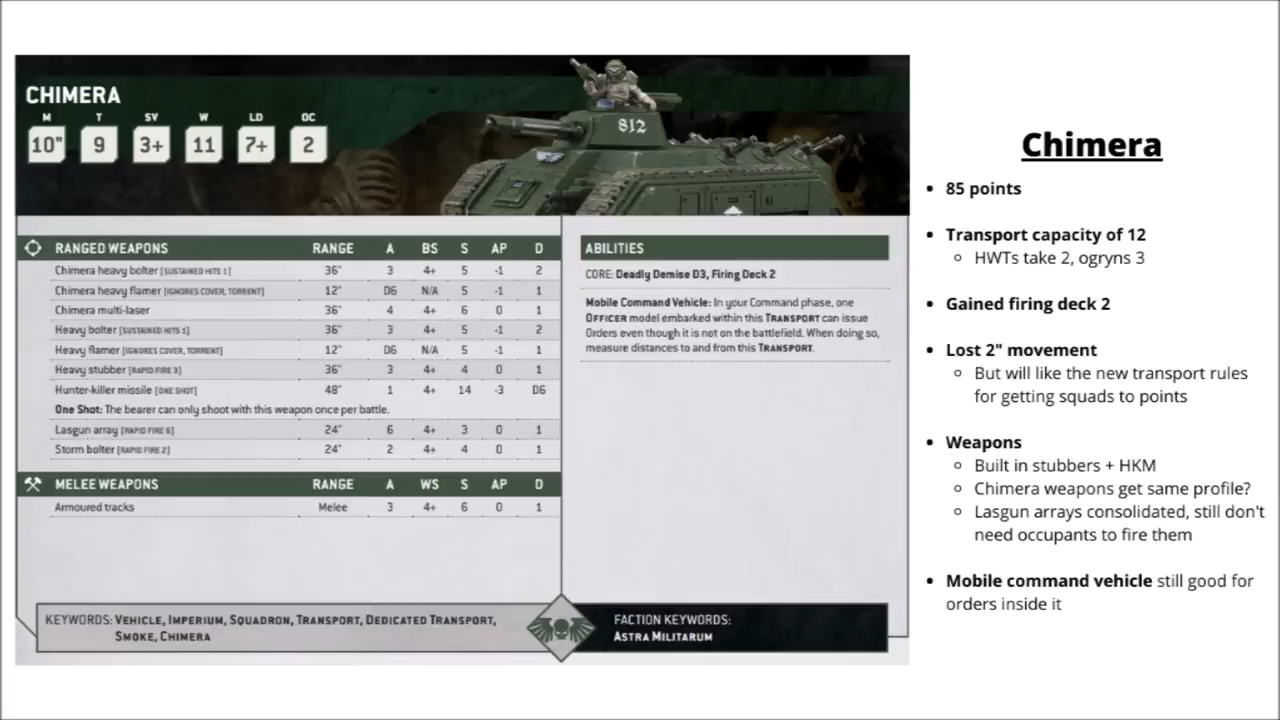 CHIMERA
M T SV W LD OC
10" 9 3+ 11 7+ 2
812
RANGED WEAPONS RANGE A BS S AP D
Chimera heavy bolter [SUSTAINED HITS 1] 36" 3 4+ 5 -1 2
Chimera heavy flamer [IGNORES COVER, TORRENT] 12" D6 N/A 5 -1 1
Chimera multi-laser 36" 4 4+ 6 0 1
Heavy bolter [SUSTAINED HITS 1] 36" 3 4+ 5 -1 2
Heavy flamer [IGNORES COVER, TORRENT] 12" D6 N/A 5 -1 1
Heavy stubber [RAPID FIRE 3] 36" 3 4+ 4 0 1
Hunter-killer missile [ONE SHOT] 48" 1 4+ 14 -3 D6
One Shot: The bearer can only shoot with this weapon once per battle.
Lasgun array [RAPID FIRE 6] 24" 6 4+ 3 0 1
Storm bolter [RAPID FIRE 2] 24" 2 4+ 4 0 1
MELEE WEAPONS RANGE A WS S AP D
Armoured tracks Melee 3 4+ 6 0 1
ABILITIES
CORE: Deadly Demise D3, Firing Deck 2
Mobile Command Vehicle: In your Command phase, one
OFFICER model embarked within this TRANSPORT can issue
Orders even though it is not on the battlefield. When doing so,
measure distances to and from this TRANSPORT.
KEYWORDS: VEHICLE, IMPERIUM, SQUADRON, TRANSPORT, DEDICATED TRANSPORT,
SMOKE, CHIMERA
FACTION KEYWORDS:
ASTRA MILITARUM
Chimera
• 85 points
• Transport capacity of 12
○ HWTs take 2, ogryns 3
• Gained firing deck 2
• Lost 2" movement
○ But will like the new transport rules
for getting squads to points
• Weapons
○ Built in stubbers + HKM
○ Chimera weapons get same profile?
○ Lasgun arrays consolidated, still don't
need occupants to fire them
• Mobile command vehicle still good for
orders inside it